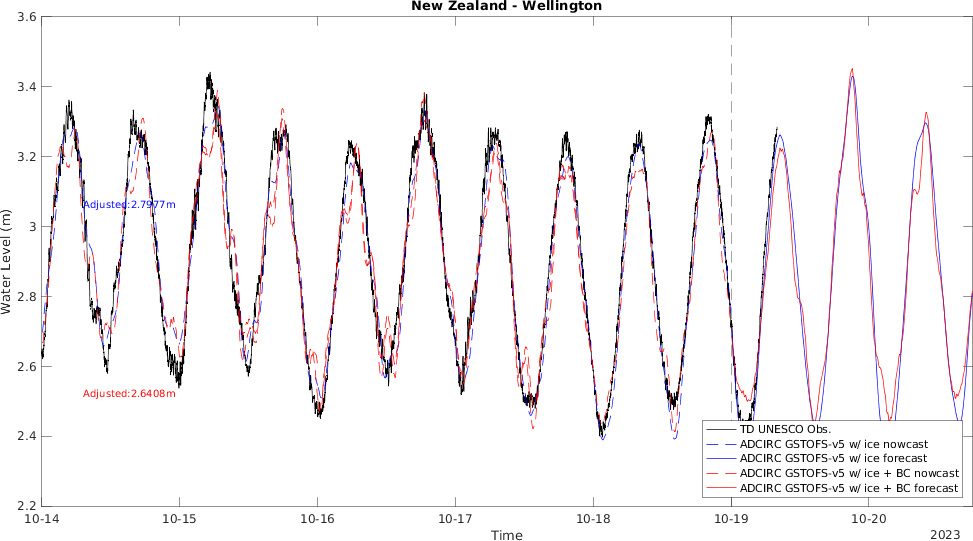 New Zealand - Wellington
3.6
3.4
3.2
3
2.8
2.6
2.4
2.2
Water Level (m)
Adjusted:2.7977m
Adjusted:2.6408m
TD UNESCO Obs.
ADCIRC GSTOFS-v5 w/ ice nowcast
ADCIRC GSTOFS-v5 w/ ice forecast
ADCIRC GSTOFS-v5 w/ ice + BC nowcast
ADCIRC GSTOFS-v5 w/ ice + BC forecast
10-14 10-15 10-16 10-17 10-18 10-19 10-20
Time
2023